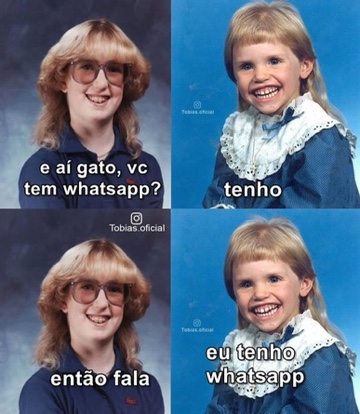 e aí gato, vc
tem whatsapp?
Tobias.oficial
tenho
Tobias.oficial
então fala
Tobias.oficial
eu tenho
whatsapp